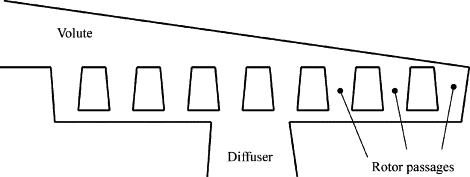 Volute
Diffuser
Rotor passages